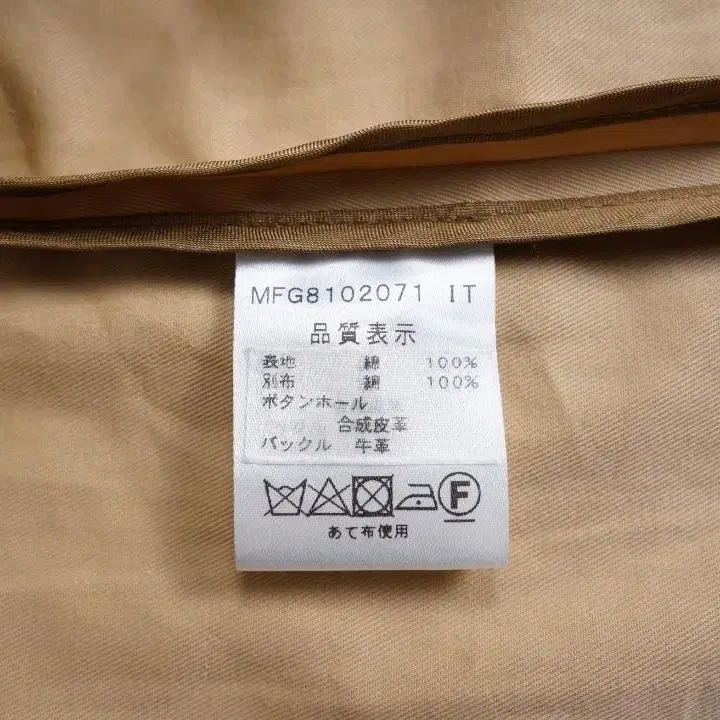 MFG8102071 IT
品質表示
表地 綿 100%
別布 綿 100%
ボタンホール
合成皮革
バックル 牛革
F
あて布使用